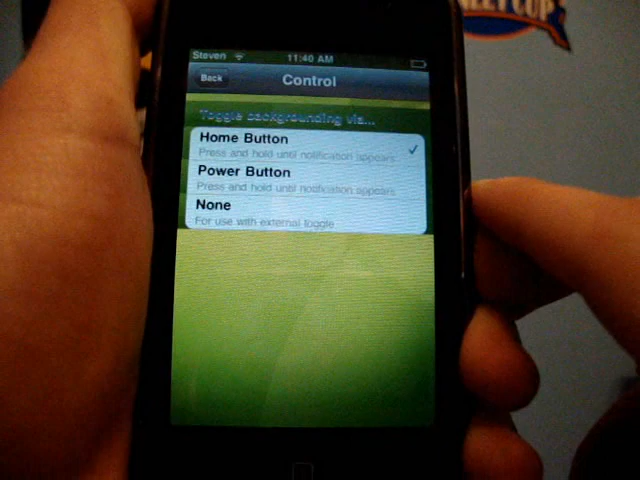 Steven 11:40 AM
Back Control
Toggle backgrounding via...
Home Button
Press and hold until notification appears
Power Button
Press and hold until notification appears
None
For use with external toggle
CUP